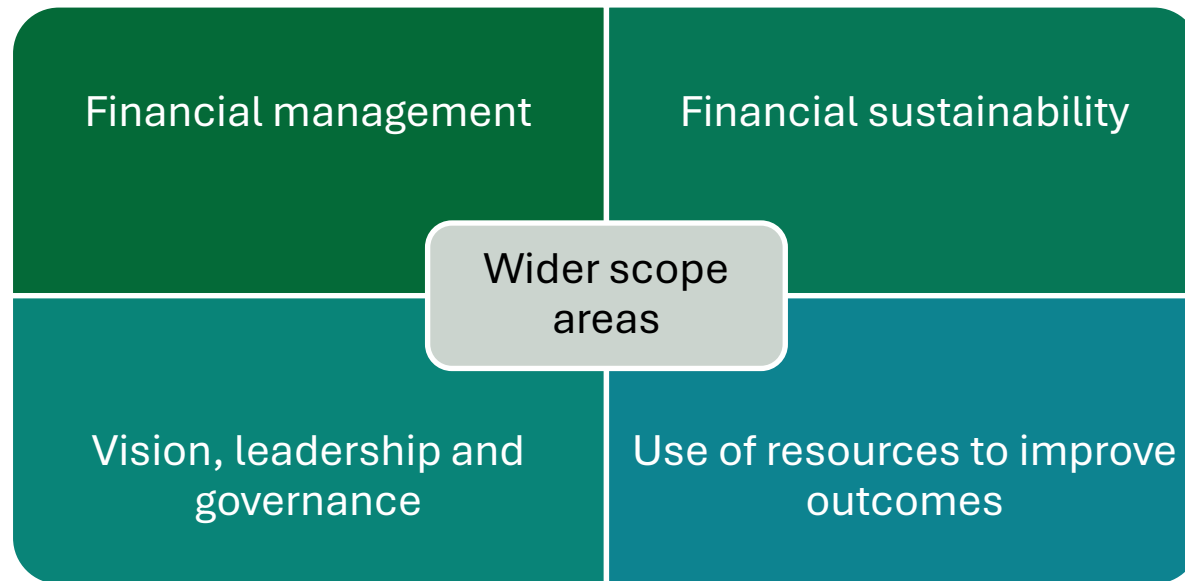 Financial management
Financial sustainability
Wider scope
areas
Vision, leadership and
governance
Use of resources to improve
outcomes